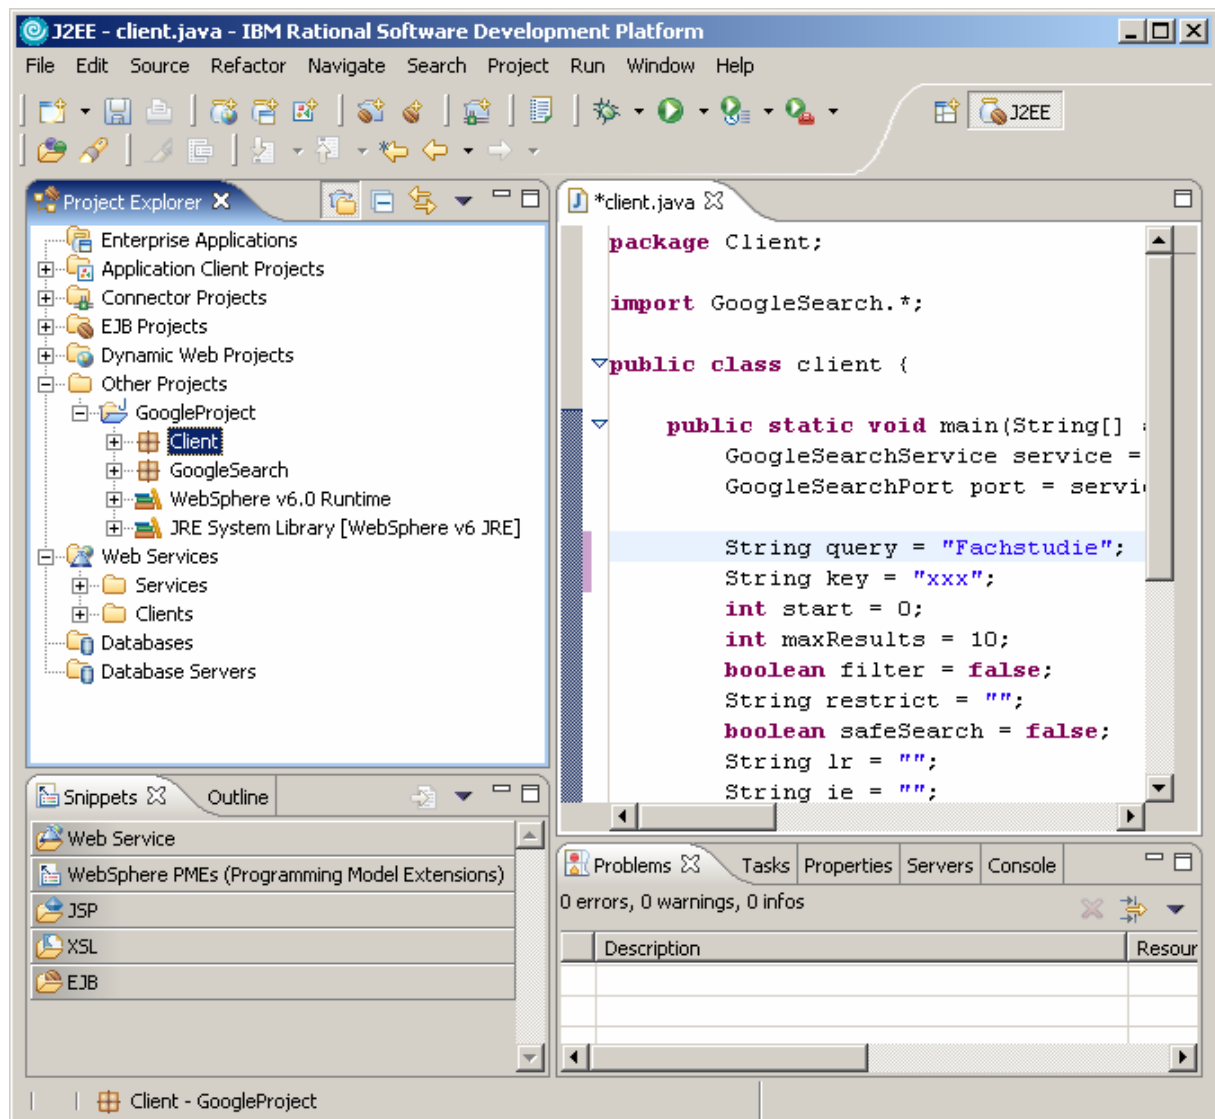 J2EE - client.java - IBM Rational Software Development Platform
File Edit Source Refactor Navigate Search Project Run Window Help
J2EE
Project Explorer
Enterprise Applications
Application Client Projects
Connector Projects
EJB Projects
Dynamic Web Projects
Other Projects
GoogleProject
Client
GoogleSearch
WebSphere v6.0 Runtime
JRE System Library [WebSphere v6 JRE]
Web Services
Services
Clients
Databases
Database Servers
*client.java
package Client;
import GoogleSearch.*;
public class client {
public static void main(String[]
GoogleSearchService service =
GoogleSearchPort port = servi
String query = "Fachstudie";
String key = "xxx";
int start = 0;
int maxResults = 10;
boolean filter = false;
String restrict = "";
boolean safeSearch = false;
String lr = "";
String ie = "";
Snippets Outline
Web Service
WebSphere PMEs (Programming Model Extensions)
JSP
XSL
EJB
Problems Tasks Properties Servers Console
0 errors, 0 warnings, 0 infos
Description Resour
Client - GoogleProject